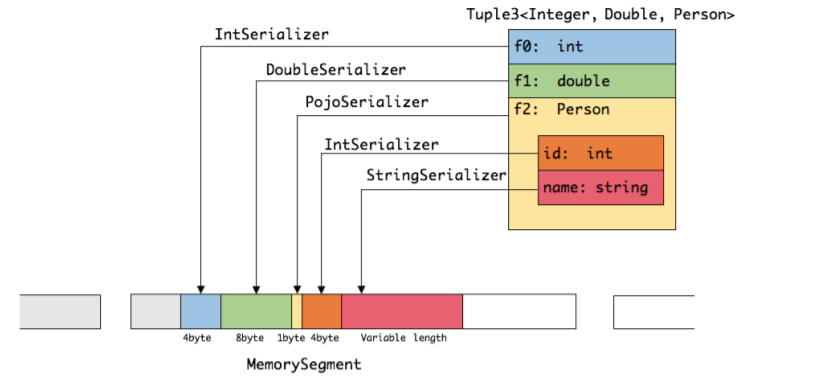 Tuple3<Integer, Double, Person>
IntSerializer
f0: int
DoubleSerializer
f1: double
PojoSerializer
f2: Person
IntSerializer
id: int
StringSerializer
name: string
4byte 8byte 1byte 4byte Variable length
MemorySegment